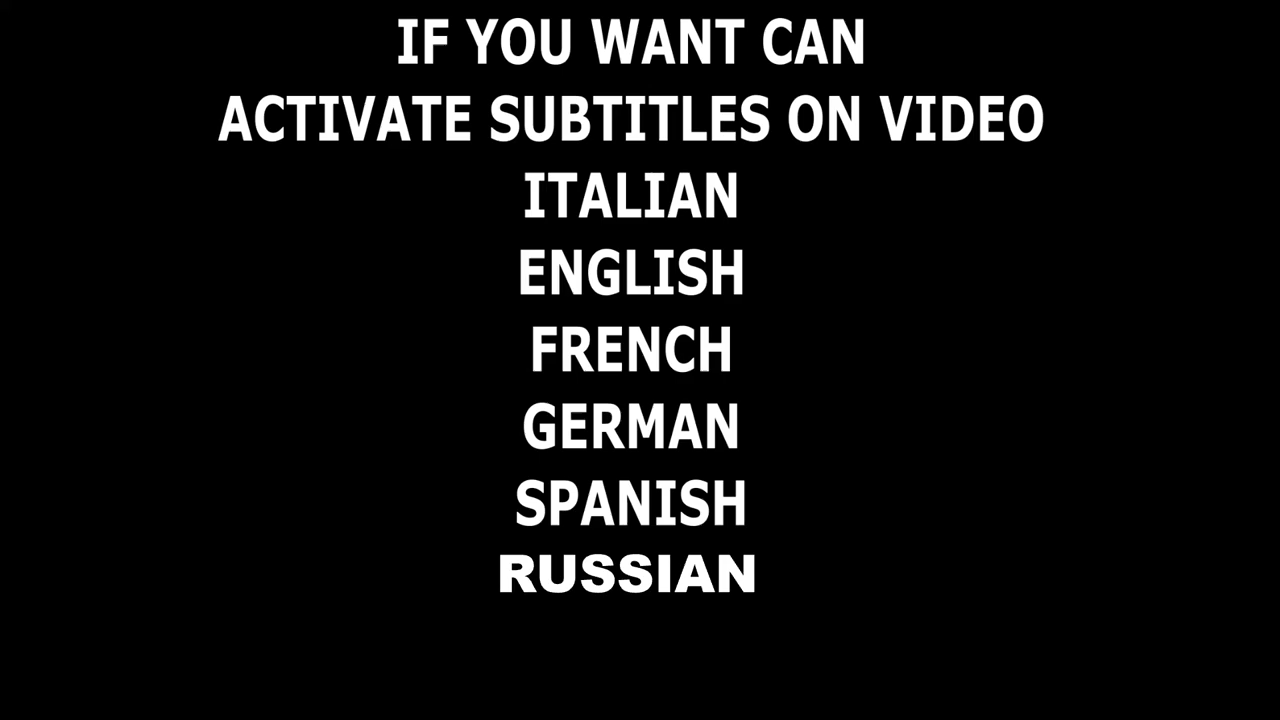 IF YOU WANT CAN
ACTIVATE SUBTITLES ON VIDEO
ITALIAN
ENGLISH
FRENCH
GERMAN
SPANISH
RUSSIAN